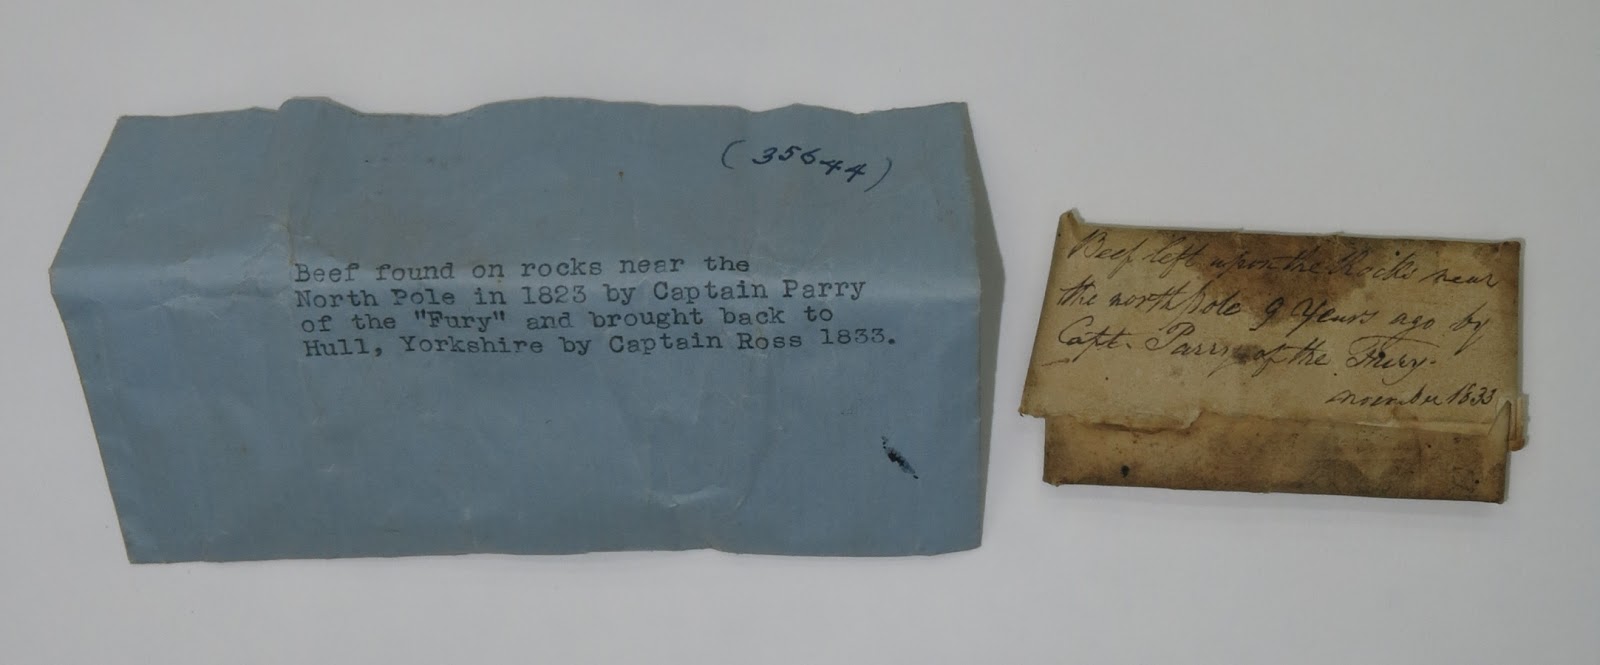 (35644)
Beef found on rocks near the
North Pole in 1823 by Captain Parry
of the "Fury" and brought back to
Hull, Yorkshire by Captain Ross 1833.
Beef left upon the Rocks near
the north pole 9 Years ago by
Capt. Parry of the Fury.
november 1833